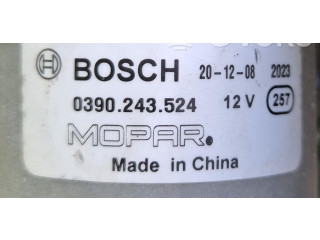 BOSCH 20-12-08 2023
0390.243.524 12 V 257
MOPAR.
Made in China